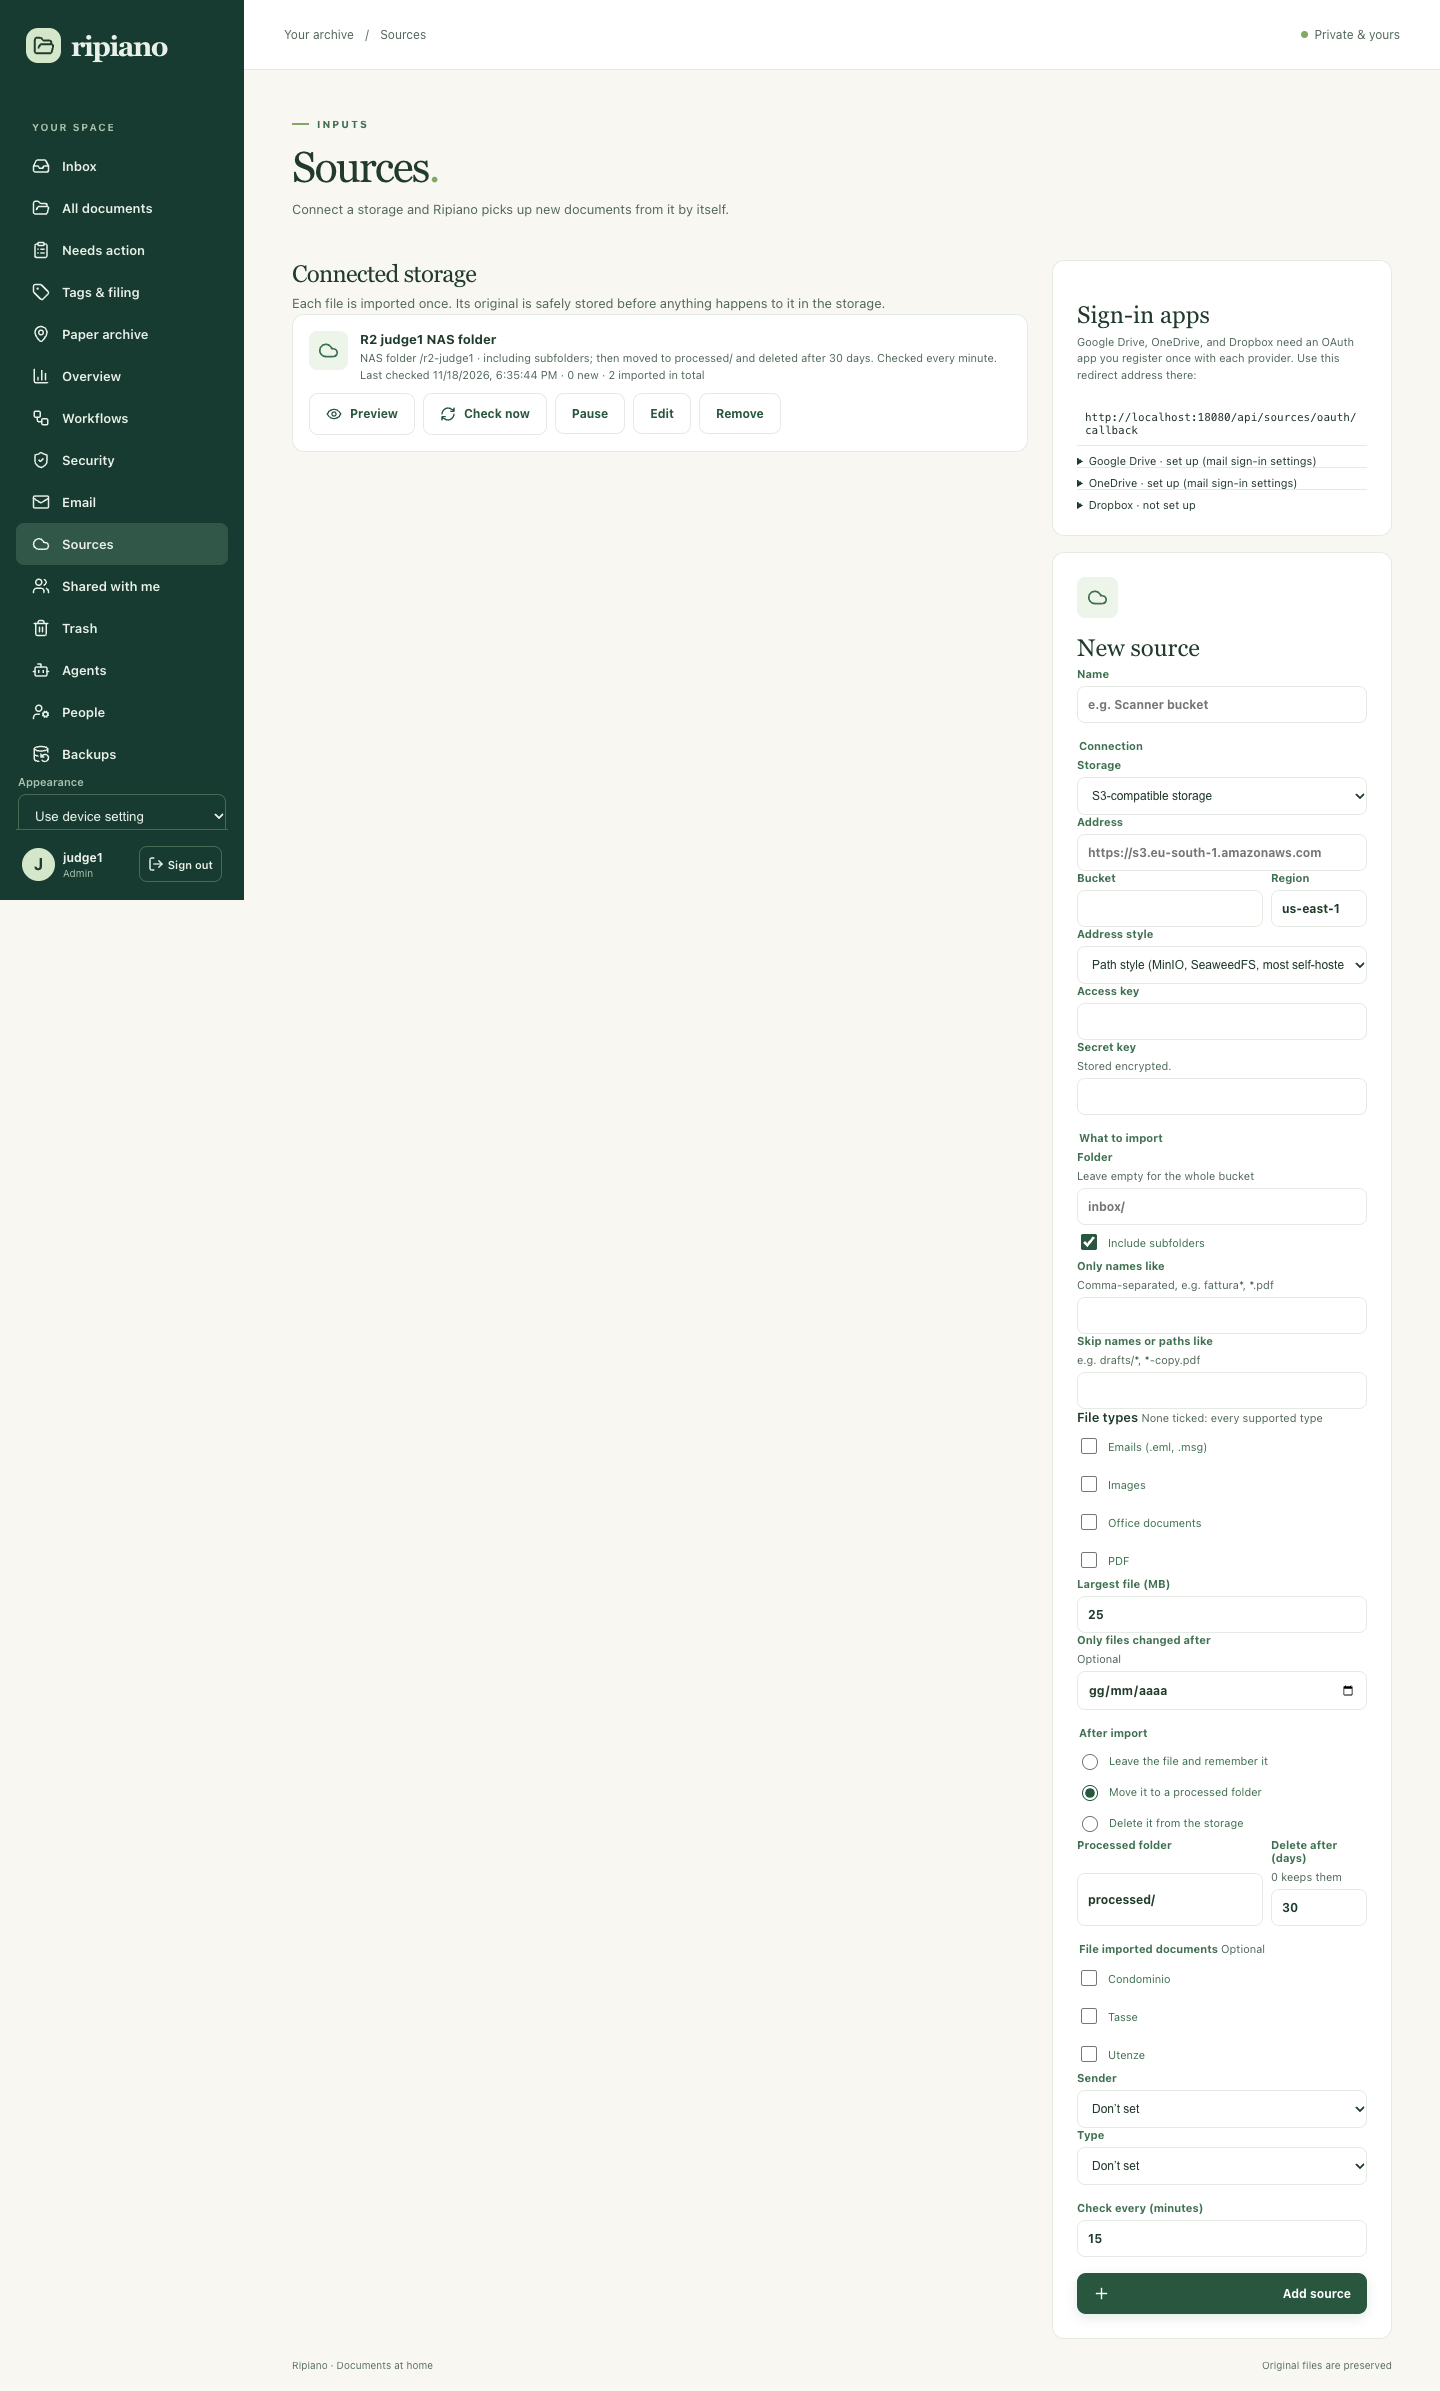 ripiano
YOUR SPACE
Inbox
All documents
Needs action
Tags & filing
Paper archive
Overview
Workflows
Security
Email
Sources
Shared with me
Trash
Agents
People
Backups
Appearance
Use device setting
J
judge1
Admin
Sign out
Your archive / Sources
Private & yours
INPUTS
Sources.
Connect a storage and Ripiano picks up new documents from it by itself.
Connected storage
Each file is imported once. Its original is safely stored before anything happens to it in the storage.
R2 judge1 NAS folder
NAS folder /r2-judge1 · including subfolders; then moved to processed/ and deleted after 30 days. Checked every minute.
Last checked 11/18/2026, 6:35:44 PM · 0 new · 2 imported in total
Preview
Check now
Pause
Edit
Remove
Sign-in apps
Google Drive, OneDrive, and Dropbox need an OAuth
app you register once with each provider. Use this
redirect address there:
http://localhost:18080/api/sources/oauth/
callback
Google Drive · set up (mail sign-in settings)
OneDrive · set up (mail sign-in settings)
Dropbox · not set up
New source
Name
e.g. Scanner bucket
Connection
Storage
S3-compatible storage
Address
https://s3.eu-south-1.amazonaws.com
Bucket
Region
us-east-1
Address style
Path style (MinIO, SeaweedFS, most self-hoste
Access key
Secret key
Stored encrypted.
What to import
Folder
Leave empty for the whole bucket
inbox/
Include subfolders
Only names like
Comma-separated, e.g. fattura*, *.pdf
Skip names or paths like
e.g. drafts/*, *-copy.pdf
File types None ticked: every supported type
Emails (.eml, .msg)
Images
Office documents
PDF
Largest file (MB)
25
Only files changed after
Optional
gg/mm/aaaa
After import
Leave the file and remember it
Move it to a processed folder
Delete it from the storage
Processed folder
processed/
Delete after
(days)
0 keeps them
30
File imported documents Optional
Condominio
Tasse
Utenze
Sender
Don't set
Type
Don't set
Check every (minutes)
15
Add source
Ripiano · Documents at home
Original files are preserved